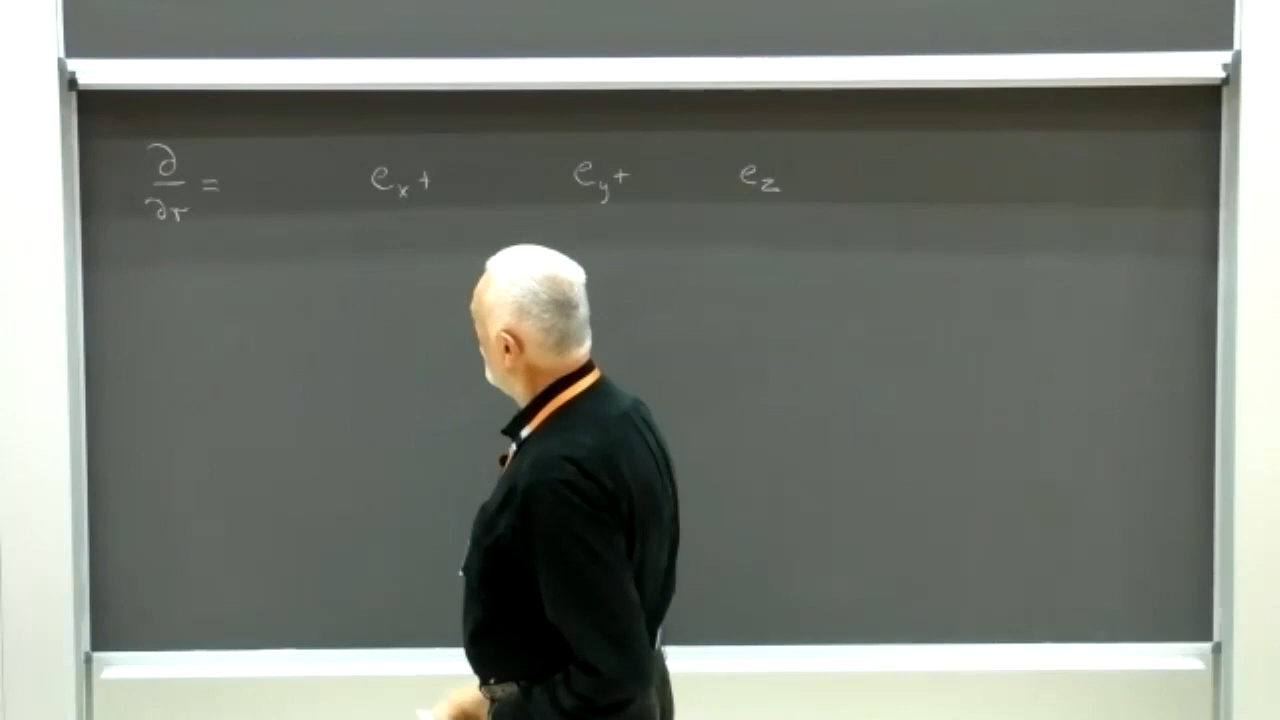 ∂/∂r = e_x + e_y + e_z